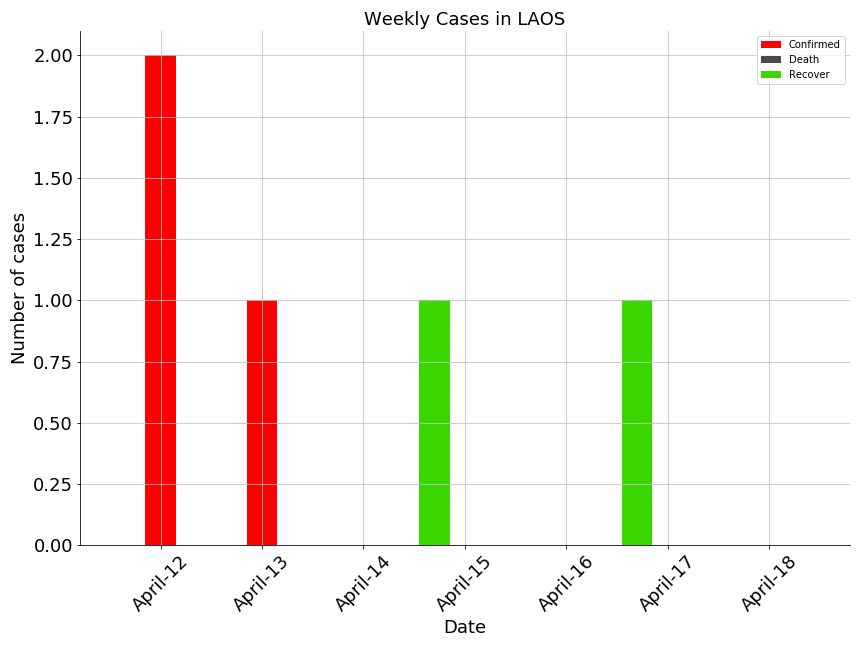 Weekly Cases in LAOS
Confirmed
Death
Recover
2.00
1.75
1.50
1.25
1.00
0.75
0.50
0.25
0.00
Number of cases
April-12
April-13
April-14
April-15
April-16
April-17
April-18
Date